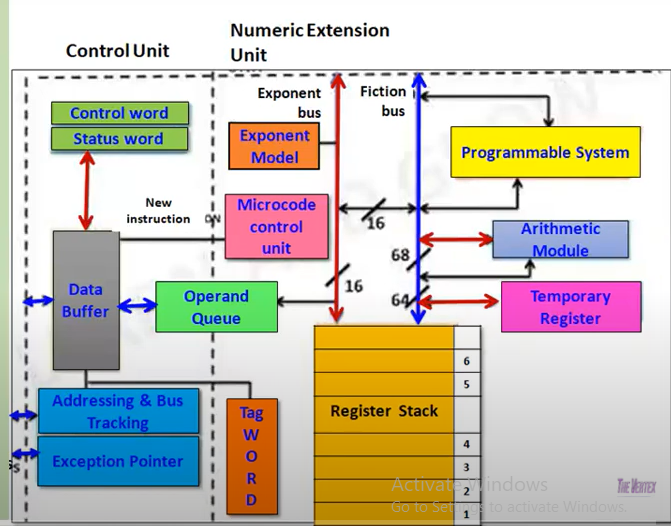 Control Unit
Numeric Extension
Unit
Control word
Status word
New
instruction
Data
Buffer
Operand
Queue
Addressing & Bus
Tracking
Exception Pointer
Tag
W
O
R
D
Exponent
bus
Exponent
Model
Microcode
control
unit
16
16
Fiction
bus
68
64
Programmable System
Arithmetic
Module
Temporary
Register
Register Stack
6
5
4
3
2
1
Activate Windows
Go to Settings to activate Windows.
THE VERTEX